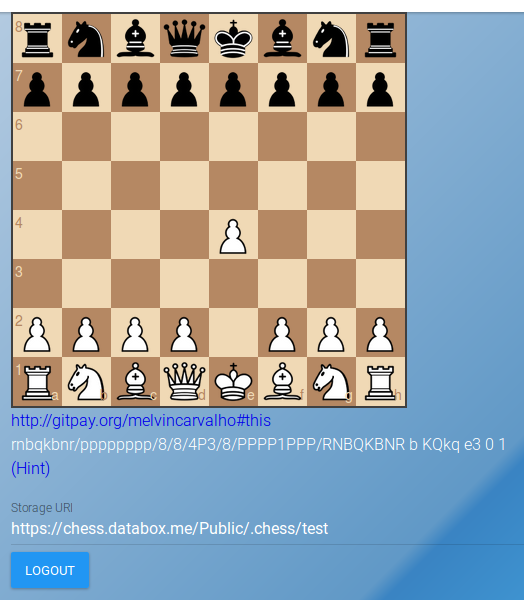 8
7
6
5
4
3
2
1
a b c d e f g h
http://gitpay.org/melvincarvalho#this
rnbqkbnr/pppppppp/8/8/4P3/8/PPPP1PPP/RNBQKBNR b KQkq e3 0 1
(Hint)
Storage URI
https://chess.databox.me/Public/.chess/test
LOGOUT